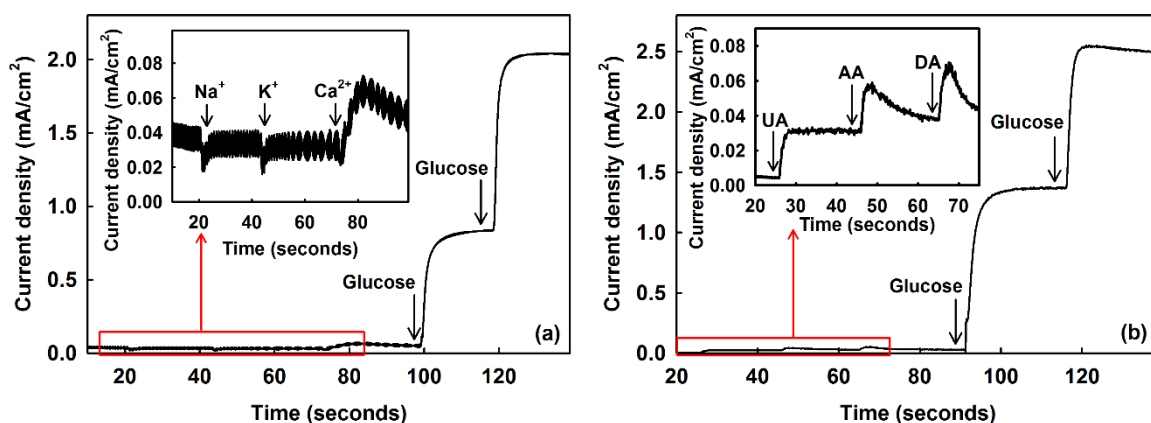 Current density (mA/cm²)
2.0
1.5
1.0
0.5
0.0
20
40
60
80
100
120
Time (seconds)
(a)
Glucose
Glucose
Current density (mA/cm²)
0.10
0.08
0.06
0.04
0.02
0.00
20
40
60
80
Time (seconds)
Na⁺
K⁺
Ca²⁺
Current density (mA/cm²)
2.5
2.0
1.5
1.0
0.5
0.0
20
40
60
80
100
120
Time (seconds)
(b)
Glucose
Glucose
Current density (mA/cm²)
0.10
0.08
0.06
0.04
0.02
0.00
20
30
40
50
60
70
Time (seconds)
UA
AA
DA